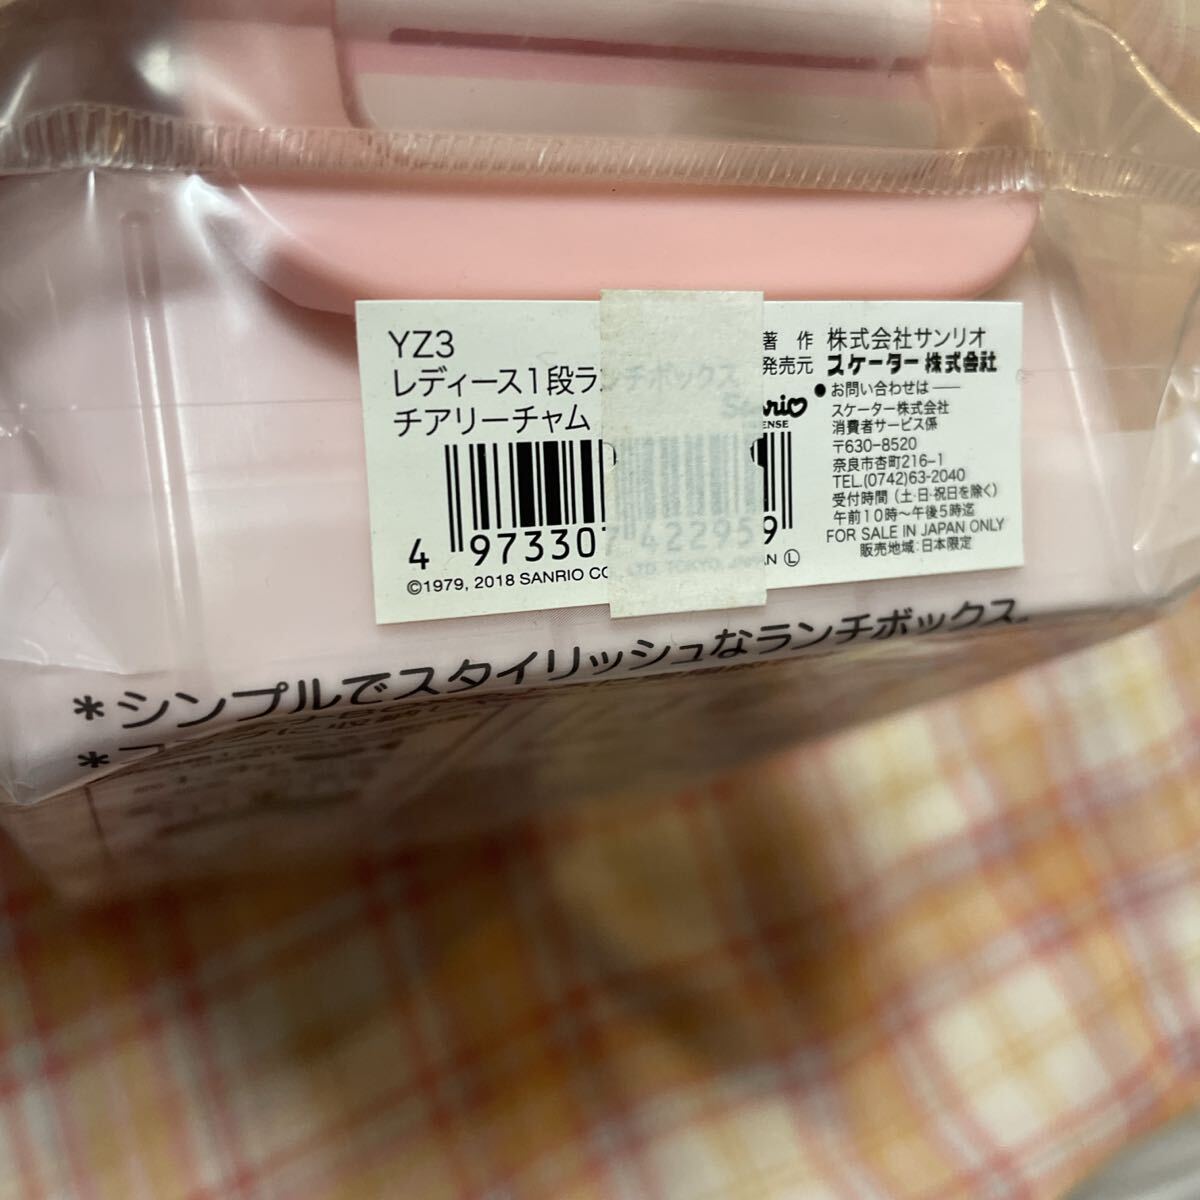 YZ3
レディース1段ランチボックス
チアリーチャム
Sanrio
4 973307 422959
©1979, 2018 SANRIO CO., LTD. TOKYO, JAPAN Ⓛ
著作 株式会社サンリオ
発売元 スケーター株式会社
●お問い合わせは
スケーター株式会社
消費者サービス係
〒630-8520
奈良市杏町216-1
TEL.(0742)63-2040
受付時間(土・日・祝日を除く)
午前10時～午後5時迄
FOR SALE IN JAPAN ONLY
販売地域:日本限定
*シンプルでスタイリッシュなランチボックス。